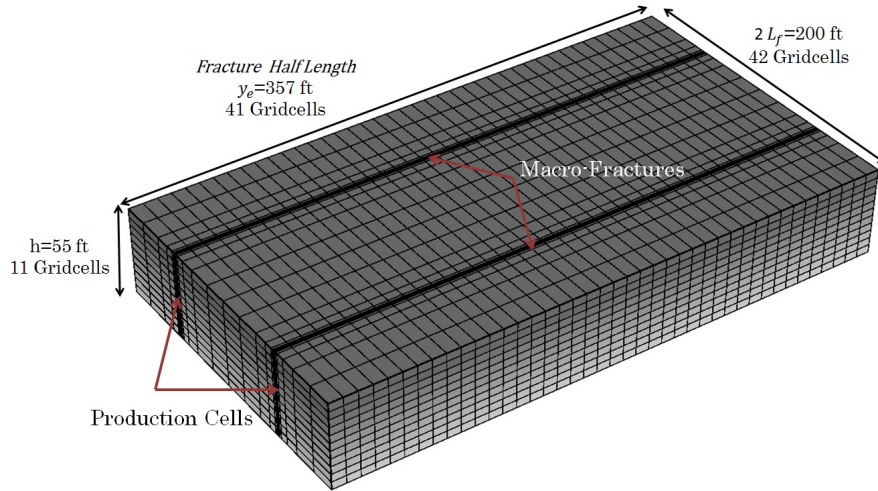 Fracture Half Length
yₑ=357 ft
41 Gridcells
2 L_f=200 ft
42 Gridcells
Macro-Fractures
h=55 ft
11 Gridcells
Production Cells